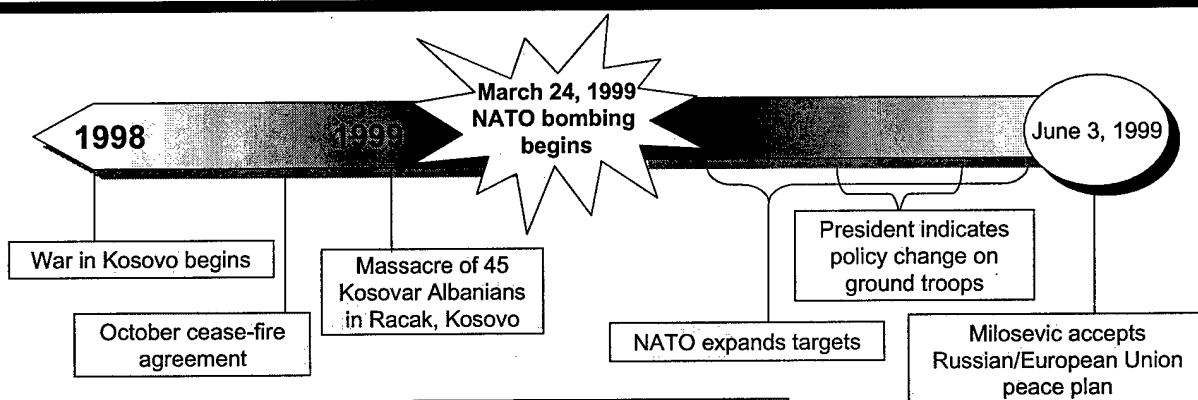 1998
1999
March 24, 1999
NATO bombing
begins
June 3, 1999
War in Kosovo begins
October cease-fire
agreement
Massacre of 45
Kosovar Albanians
in Racak, Kosovo
NATO expands targets
President indicates
policy change on
ground troops
Milosevic accepts
Russian/European Union
peace plan